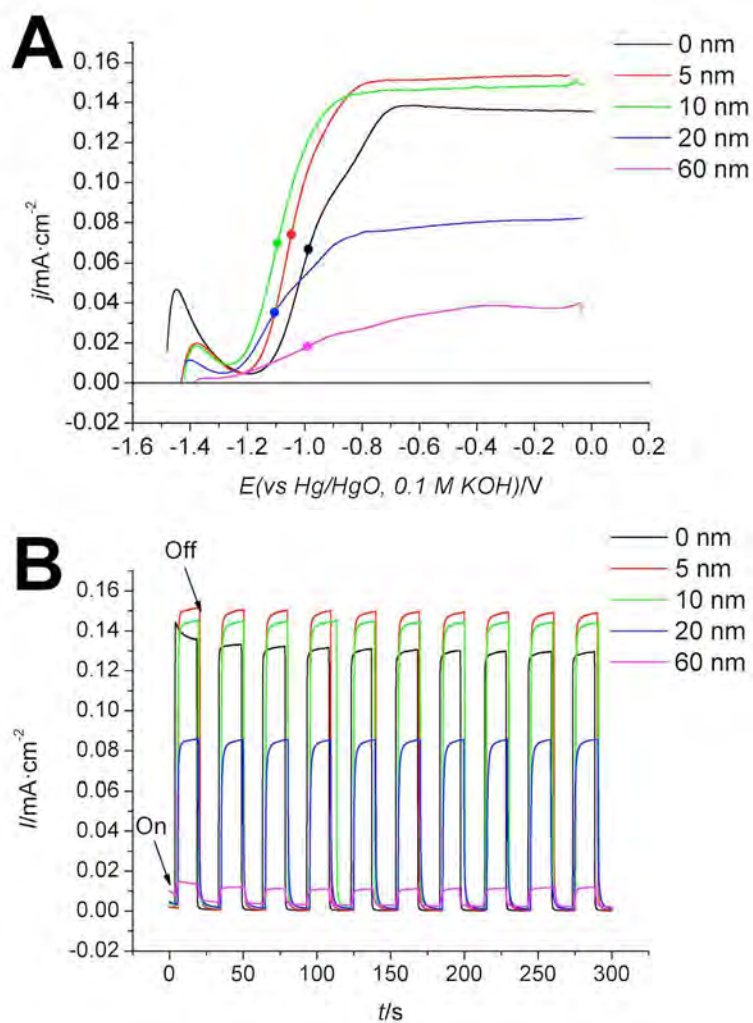 A
0 nm
5 nm
10 nm
20 nm
60 nm
0.16
0.14
0.12
0.10
0.08
0.06
0.04
0.02
0.00
-0.02
j/mA·cm-2
-1.6 -1.4 -1.2 -1.0 -0.8 -0.6 -0.4 -0.2 0.0 0.2
E(vs Hg/HgO, 0.1 M KOH)/V
B
Off
On
0 nm
5 nm
10 nm
20 nm
60 nm
0.16
0.14
0.12
0.10
0.08
0.06
0.04
0.02
0.00
-0.02
I/mA·cm-2
0 50 100 150 200 250 300
t/s